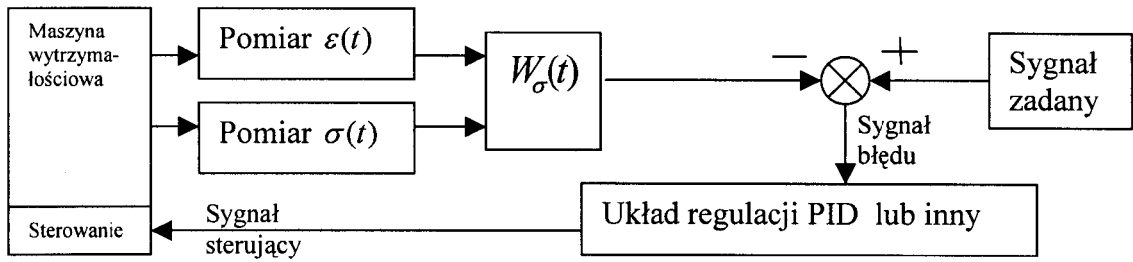 Maszyna
wytrzyma-
łościowa
Pomiar ε(t)
Pomiar σ(t)
W_σ(t)
−
+
Sygnał
zadany
Sygnał
błędu
Układ regulacji PID lub inny
Sygnał
sterujący
Sterowanie